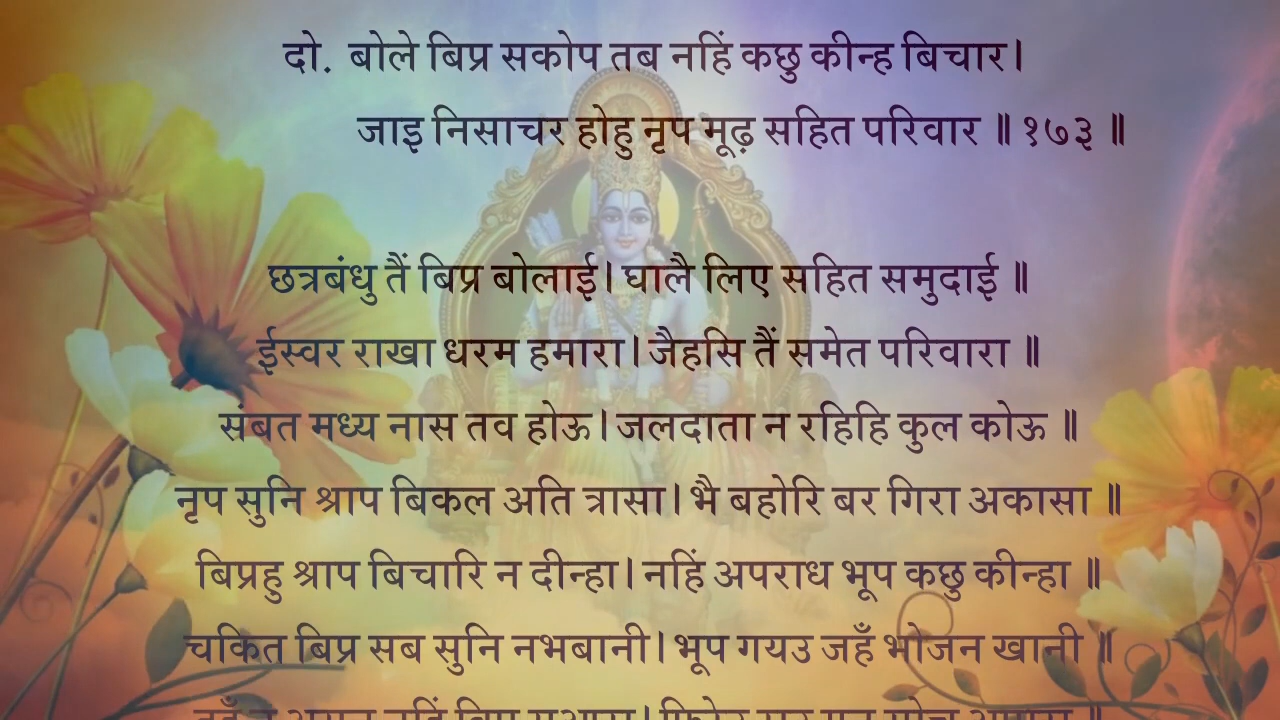 दो. बोले बिप्र सकोप तब नहिं कछु कीन्ह बिचार।
जाइ निसाचर होहु नृप मूढ़ सहित परिवार ॥ १७३ ॥
छत्रबंधु तैं बिप्र बोलाई। घालै लिए सहित समुदाई ॥
ईस्वर राखा धरम हमारा। जैहसि तैं समेत परिवारा ॥
संबत मध्य नास तव होऊ। जलदाता न रहिहि कुल कोऊ ॥
नृप सुनि श्राप बिकल अति त्रासा। भै बहोरि बर गिरा अकासा ॥
बिप्रहु श्राप बिचारि न दीन्हा। नहिं अपराध भूप कछु कीन्हा ॥
चकित बिप्र सब सुनि नभबानी। भूप गयउ जहँ भोजन खानी ॥